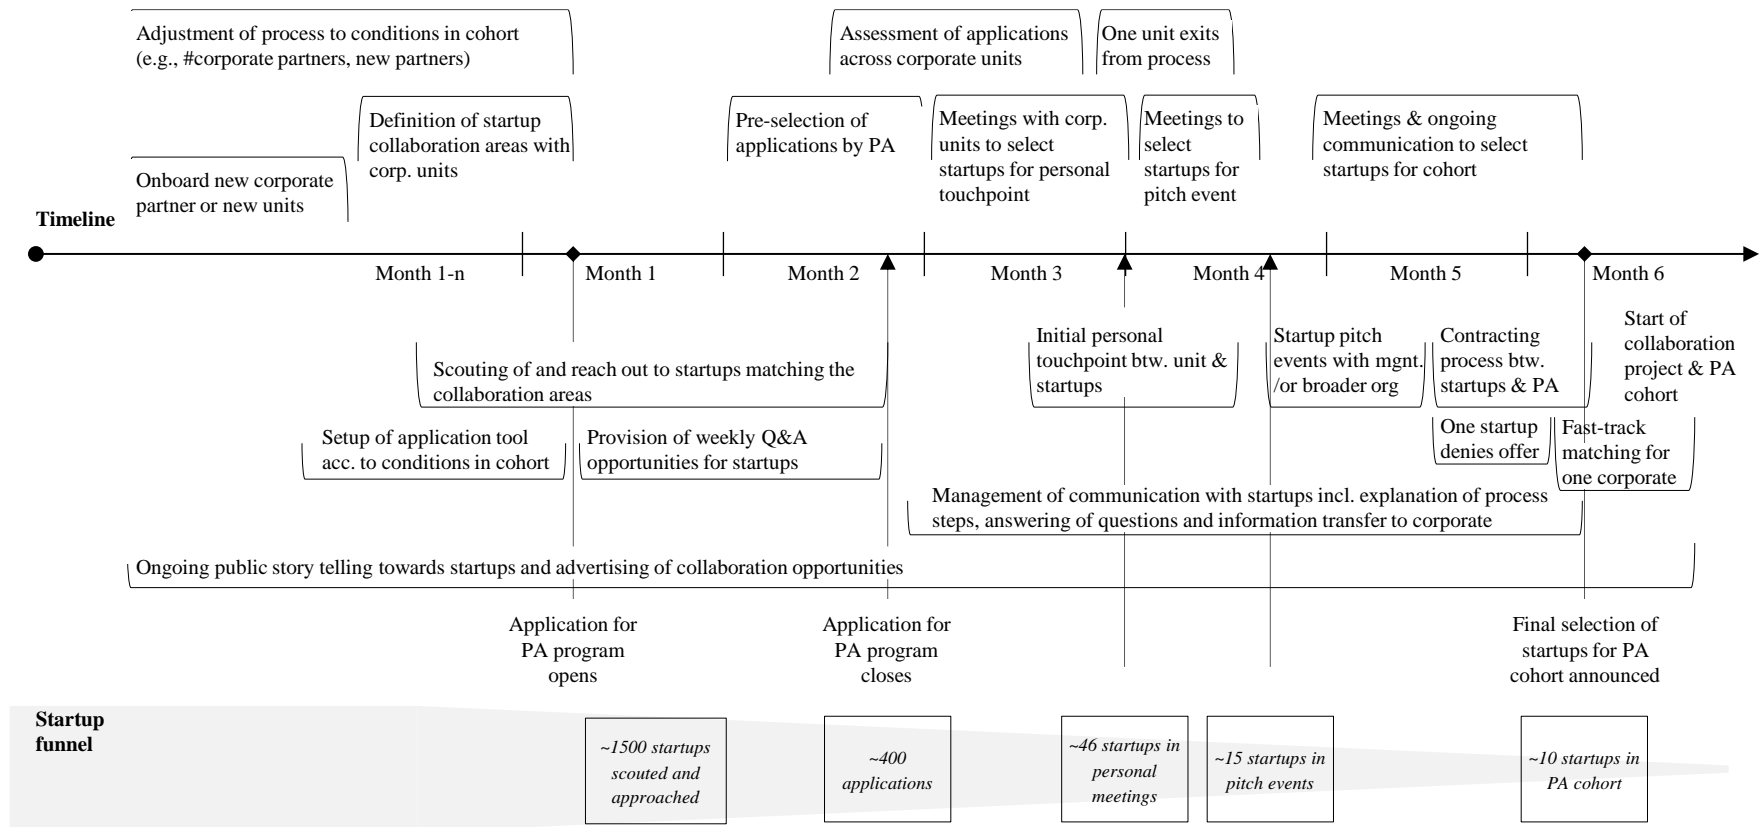 Adjustment of process to conditions in cohort
(e.g., #corporate partners, new partners)
Assessment of applications
across corporate units
One unit exits
from process
Definition of startup
collaboration areas with
corp. units
Pre-selection of
applications by PA
Meetings with corp.
units to select
startups for personal
touchpoint
Meetings to
select
startups for
pitch event
Meetings & ongoing
communication to select
startups for cohort
Onboard new corporate
partner or new units
Timeline
Month 1-n
Month 1
Month 2
Month 3
Month 4
Month 5
Month 6
Scouting of and reach out to startups matching the
collaboration areas
Initial personal
touchpoint btw. unit &
startups
Startup pitch
events with mgnt.
/or broader org
Contracting
process btw.
startups & PA
Start of
collaboration
project & PA
cohort
Setup of application tool
acc. to conditions in cohort
Provision of weekly Q&A
opportunities for startups
One startup
denies offer
Fast-track
matching for
one corporate
Management of communication with startups incl. explanation of process
steps, answering of questions and information transfer to corporate
Ongoing public story telling towards startups and advertising of collaboration opportunities
Application for
PA program
opens
Application for
PA program
closes
Final selection of
startups for PA
cohort announced
Startup
funnel
~1500 startups
scouted and
approached
~400
applications
~46 startups in
personal
meetings
~15 startups in
pitch events
~10 startups in
PA cohort